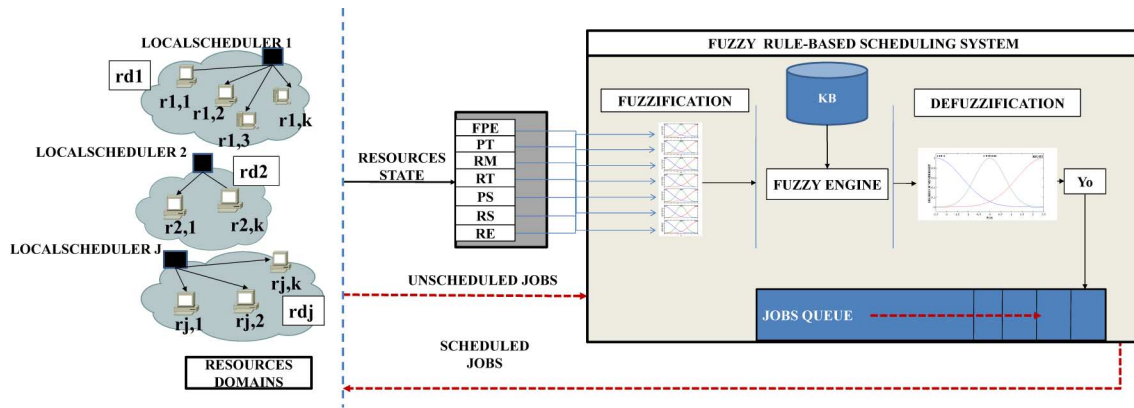 LOCALSCHEDULER 1
rd1
r1,1
r1,2
r1,3
r1,k
LOCALSCHEDULER 2
rd2
r2,1
r2,k
LOCALSCHEDULER J
rj,k
rj,1
rj,2
rdj
RESOURCES
DOMAINS
RESOURCES
STATE
FPE
PT
RM
RT
PS
RS
RE
UNSCHEDULED JOBS
SCHEDULED
JOBS
FUZZY RULE-BASED SCHEDULING SYSTEM
FUZZIFICATION
KB
DEFUZZIFICATION
FUZZY ENGINE
Yo
JOBS QUEUE